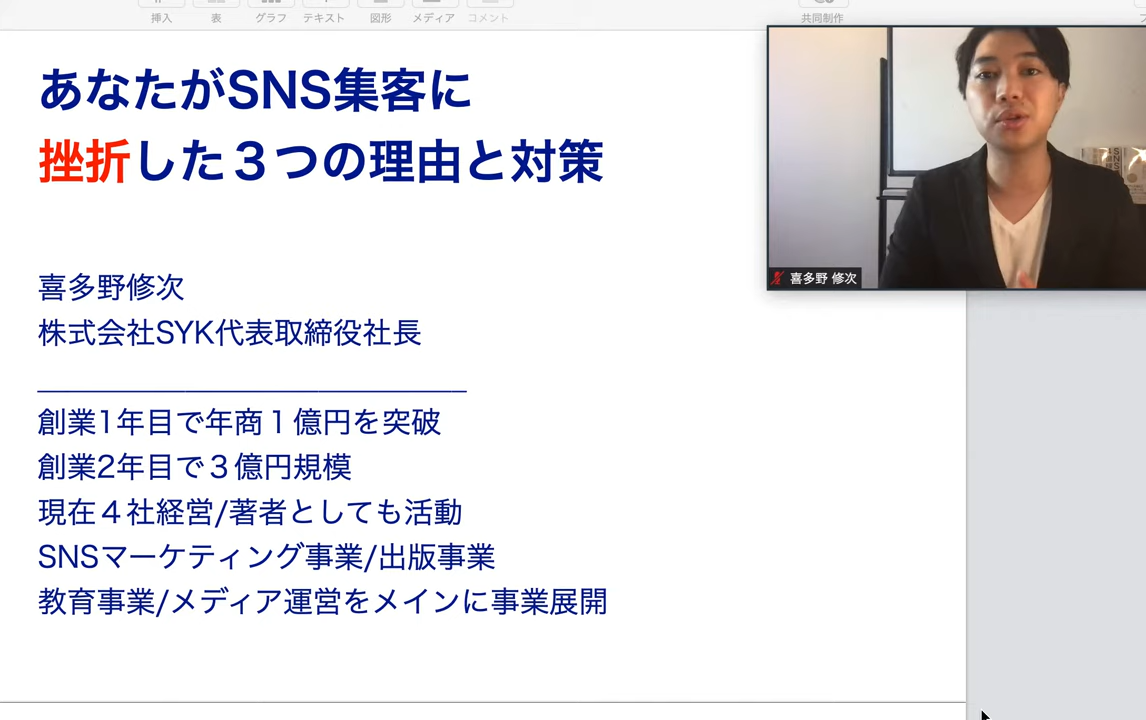 挿入
表
グラフ
テキスト
図形
メディア
コメント
共同制作
あなたがSNS集客に
挫折した３つの理由と対策
喜多野修次
株式会社SYK代表取締役社長
創業1年目で年商１億円を突破
創業2年目で３億円規模
現在４社経営/著者としても活動
SNSマーケティング事業/出版事業
教育事業/メディア運営をメインに事業展開
喜多野 修次
SNS